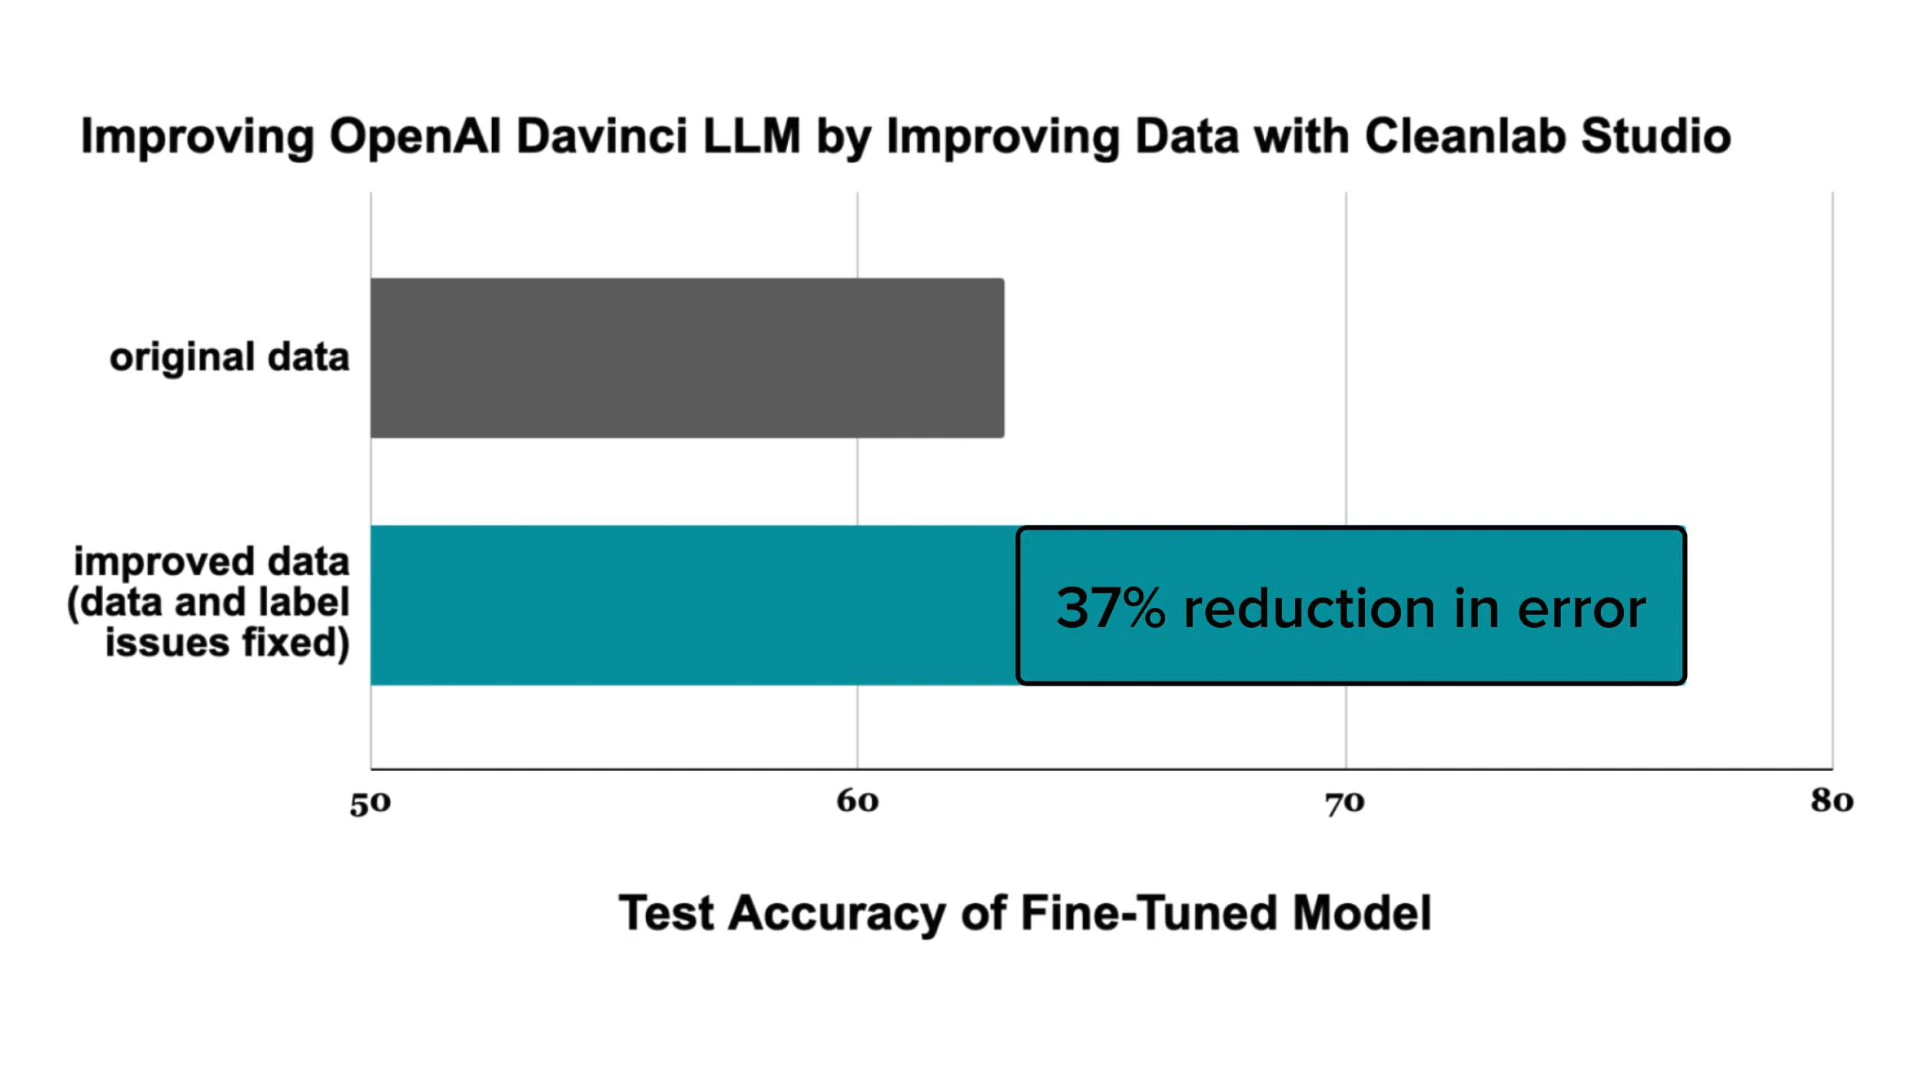 Improving OpenAI Davinci LLM by Improving Data with Cleanlab Studio
original data
improved data
(data and label
issues fixed)
37% reduction in error
50 60 70 80
Test Accuracy of Fine-Tuned Model